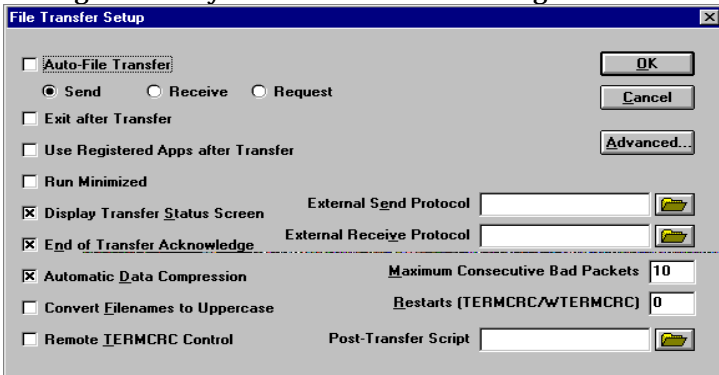 File Transfer Setup
Auto-File Transfer
OK
Send Receive Request
Cancel
Exit after Transfer
Use Registered Apps after Transfer
Advanced...
Run Minimized
Display Transfer Status Screen
External Send Protocol
End of Transfer Acknowledge
External Receive Protocol
Automatic Data Compression
Maximum Consecutive Bad Packets 10
Convert Filenames to Uppercase
Restarts (TERMCRC/WTERMCRC) 0
Remote TERMCRC Control
Post-Transfer Script